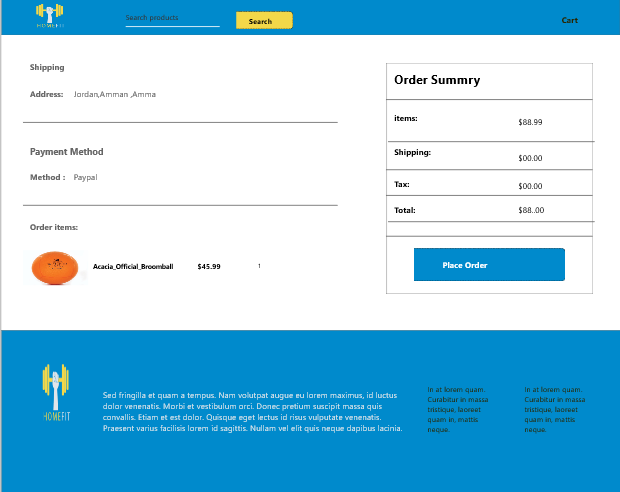 HOMEFIT
Search products
Search
Cart
Shipping
Address: Jordan,Amman ,Amma
Payment Method
Method : Paypal
Order items:
Acacia_Official_Broomball $45.99 1
Order Summry
items: $88.99
Shipping: $00.00
Tax: $00.00
Total: $88..00
Place Order
HOMEFIT
Sed fringilla et quam a tempus. Nam volutpat augue eu lorem maximus, id luctus
dolor venenatis. Morbi et vestibulum orci. Donec pretium suscipit massa quis
convallis. Etiam et est dolor. Quisque eget lectus id risus vulputate venenatis.
Praesent varius facilisis lorem id sagittis. Nullam vel elit quis neque dapibus lacinia.
In at lorem quam.
Curabitur in massa
tristique, laoreet
quam in, mattis
neque.
In at lorem quam.
Curabitur in massa
tristique, laoreet
quam in, mattis
neque.